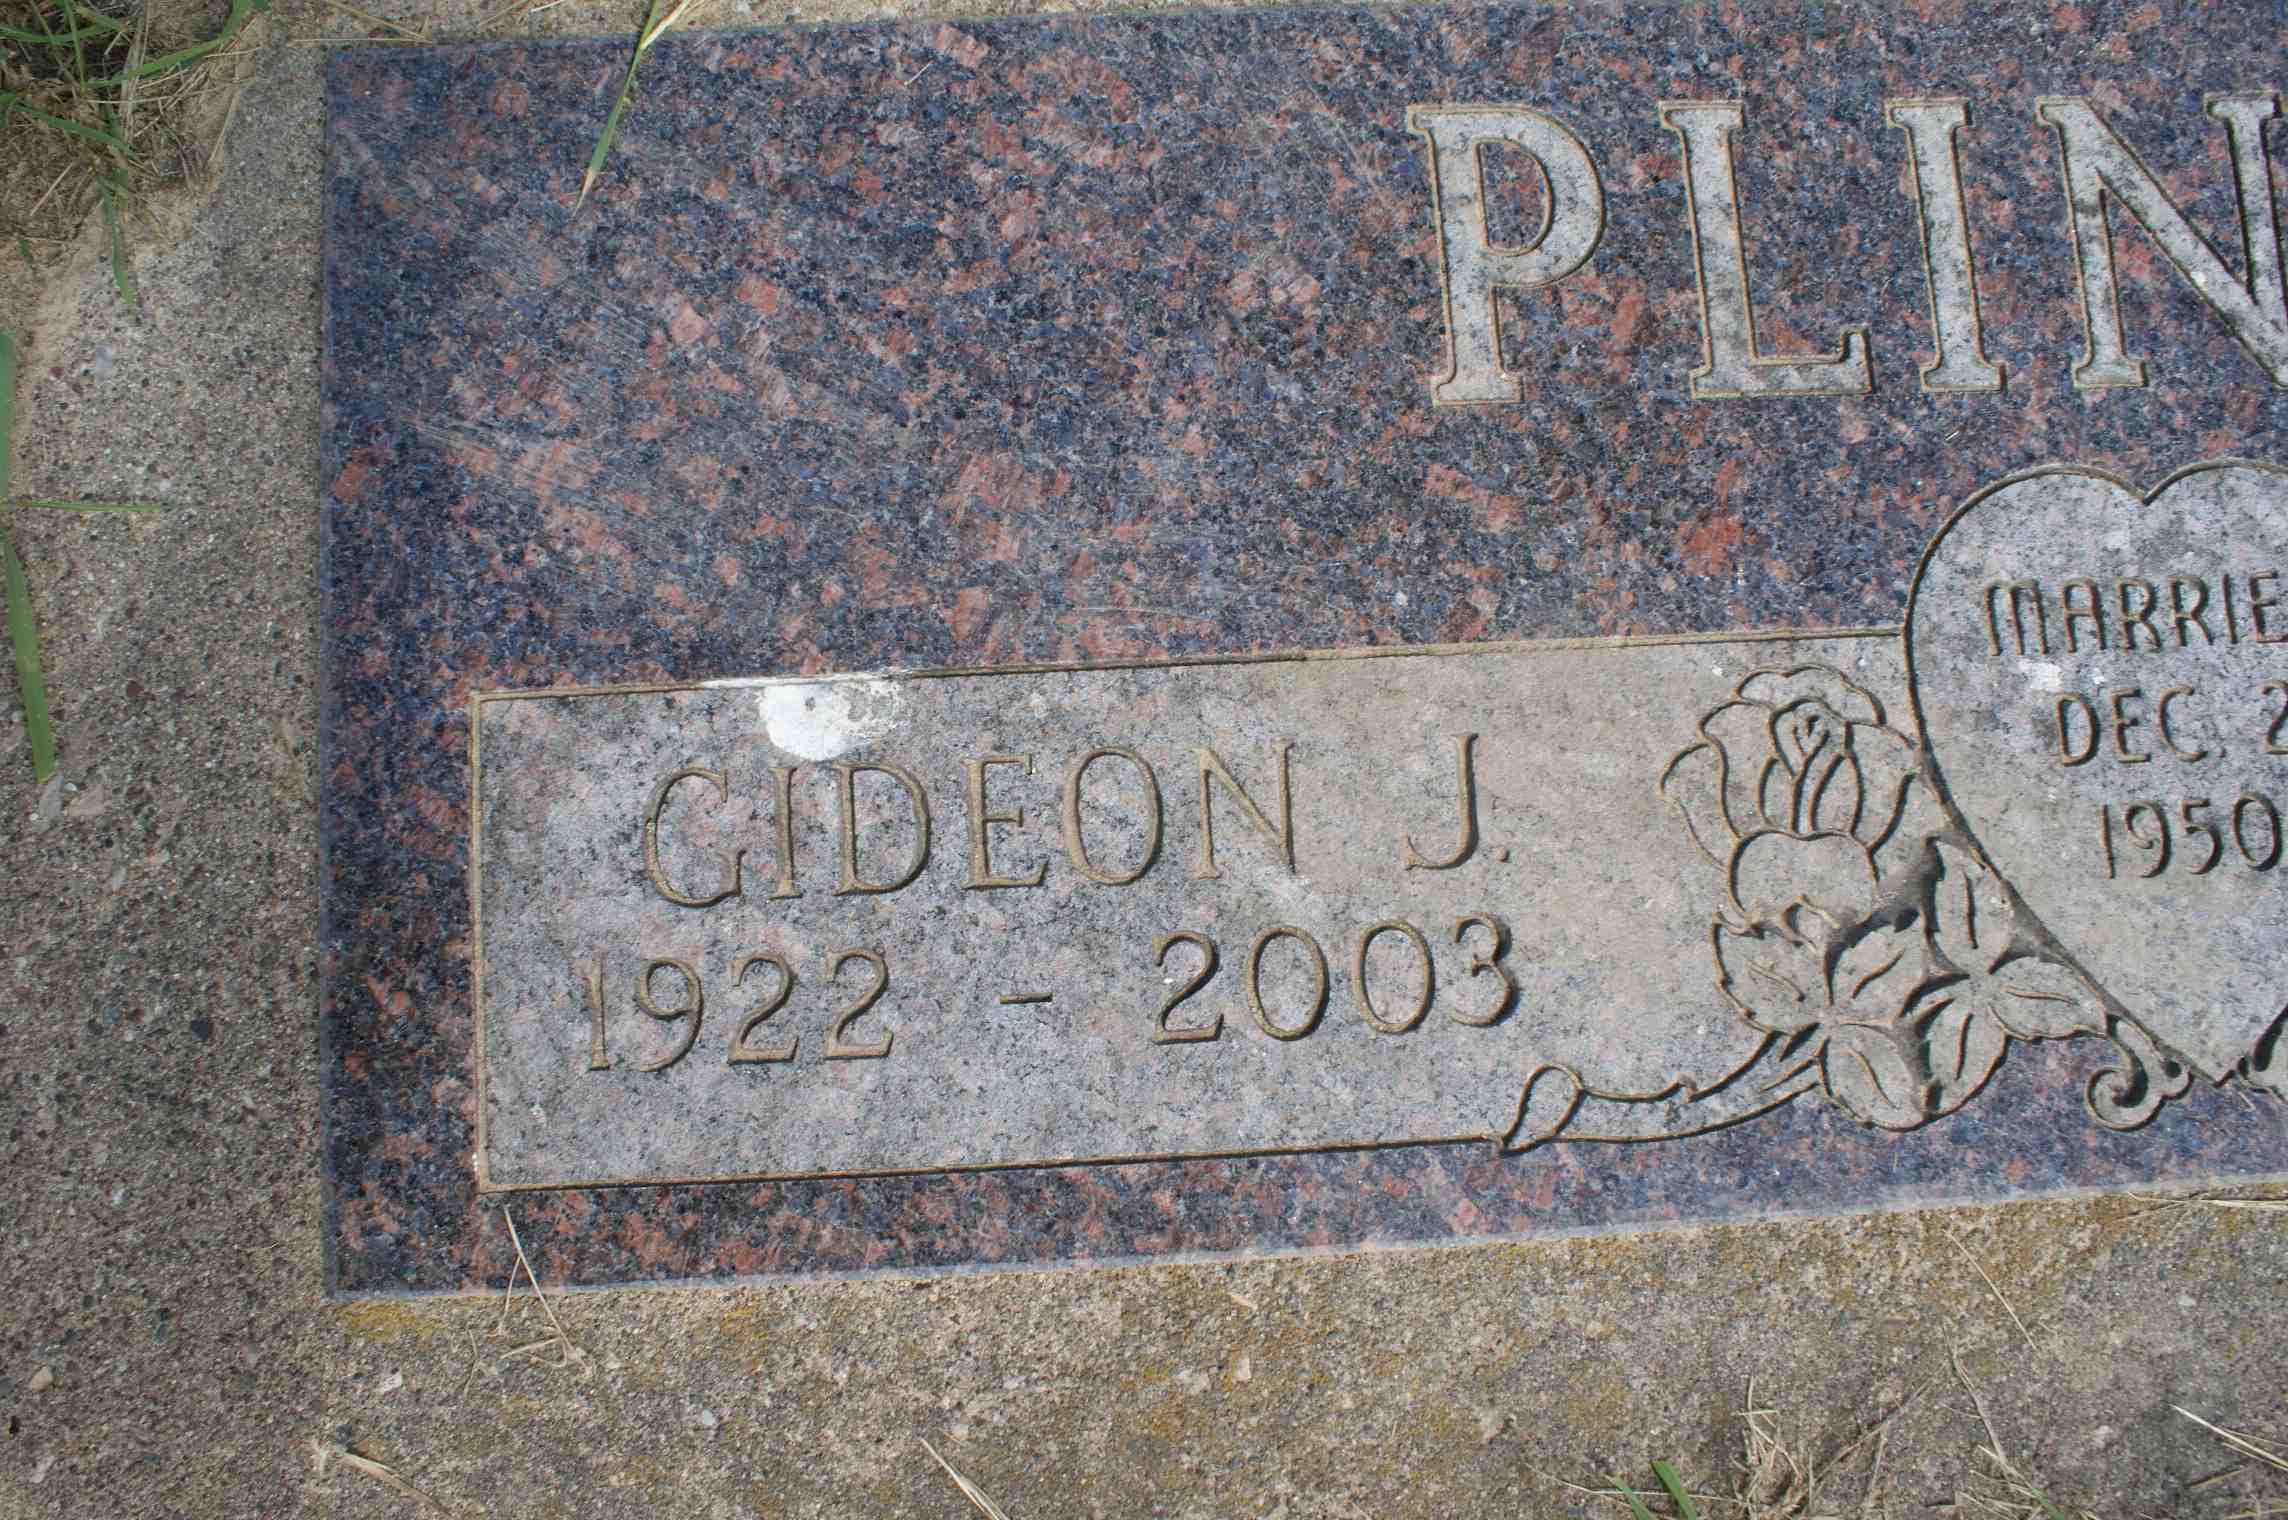 PLIN
GIDEON J.
1922 - 2003
MARRIE
DEC. 2
1950